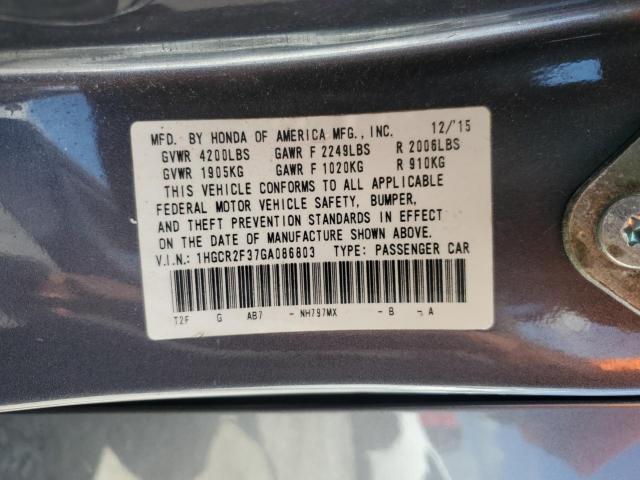 MFD. BY HONDA OF AMERICA MFG., INC. 12/'15
GVWR 4200LBS GAWR F 2249LBS R 2006LBS
GVWR 1905KG GAWR F 1020KG R 910KG
THIS VEHICLE CONFORMS TO ALL APPLICABLE
FEDERAL MOTOR VEHICLE SAFETY, BUMPER,
AND THEFT PREVENTION STANDARDS IN EFFECT
ON THE DATE OF MANUFACTURE SHOWN ABOVE.
V.I.N.: 1HGCR2F37GA086803 TYPE: PASSENGER CAR
T2F G AB7 - NH797MX - B - A